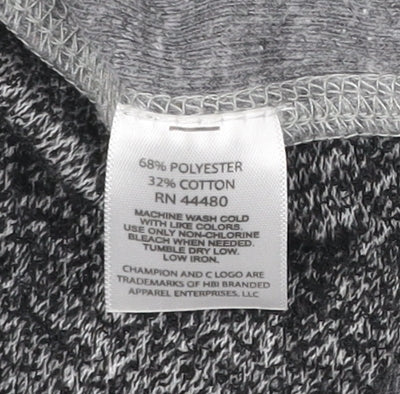 68% POLYESTER
32% COTTON
RN 44480
MACHINE WASH COLD
WITH LIKE COLORS.
USE ONLY NON-CHLORINE
BLEACH WHEN NEEDED.
TUMBLE DRY LOW.
LOW IRON.
CHAMPION AND C LOGO ARE
TRADEMARKS OF HBI BRANDED
APPAREL ENTERPRISES, LLC